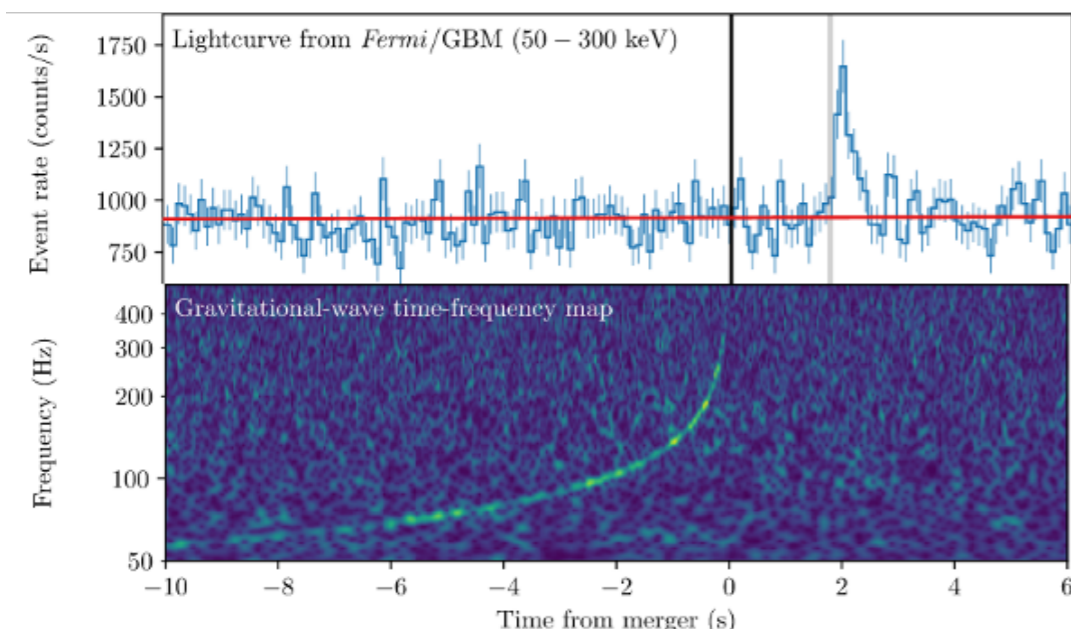 Lightcurve from Fermi/GBM (50 – 300 keV)
Event rate (counts/s)
1750
1500
1250
1000
750
Gravitational-wave time-frequency map
Frequency (Hz)
400
300
200
100
50
−10 −8 −6 −4 −2 0 2 4 6
Time from merger (s)